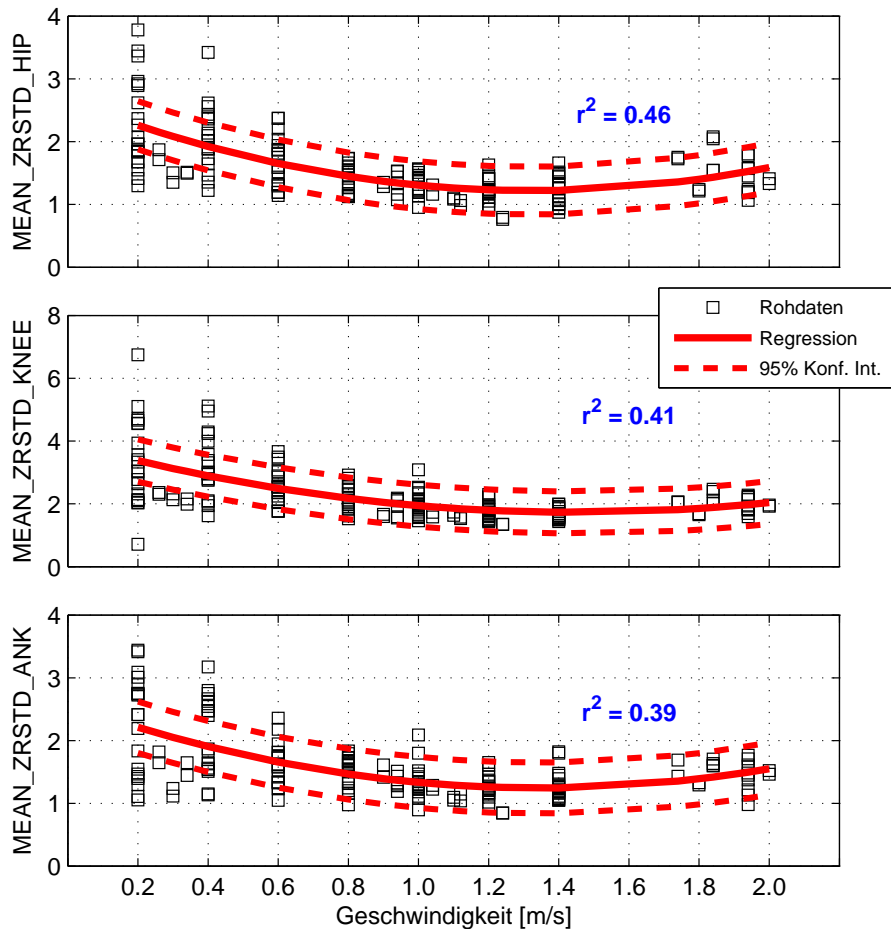 4
3
2
1
0
MEAN_ZRSTD_HIP
r² = 0.46
8
6
4
2
0
MEAN_ZRSTD_KNEE
Rohdaten
Regression
95% Konf. Int.
r² = 0.41
4
3
2
1
0
MEAN_ZRSTD_ANK
r² = 0.39
0.2 0.4 0.6 0.8 1.0 1.2 1.4 1.6 1.8 2.0
Geschwindigkeit [m/s]